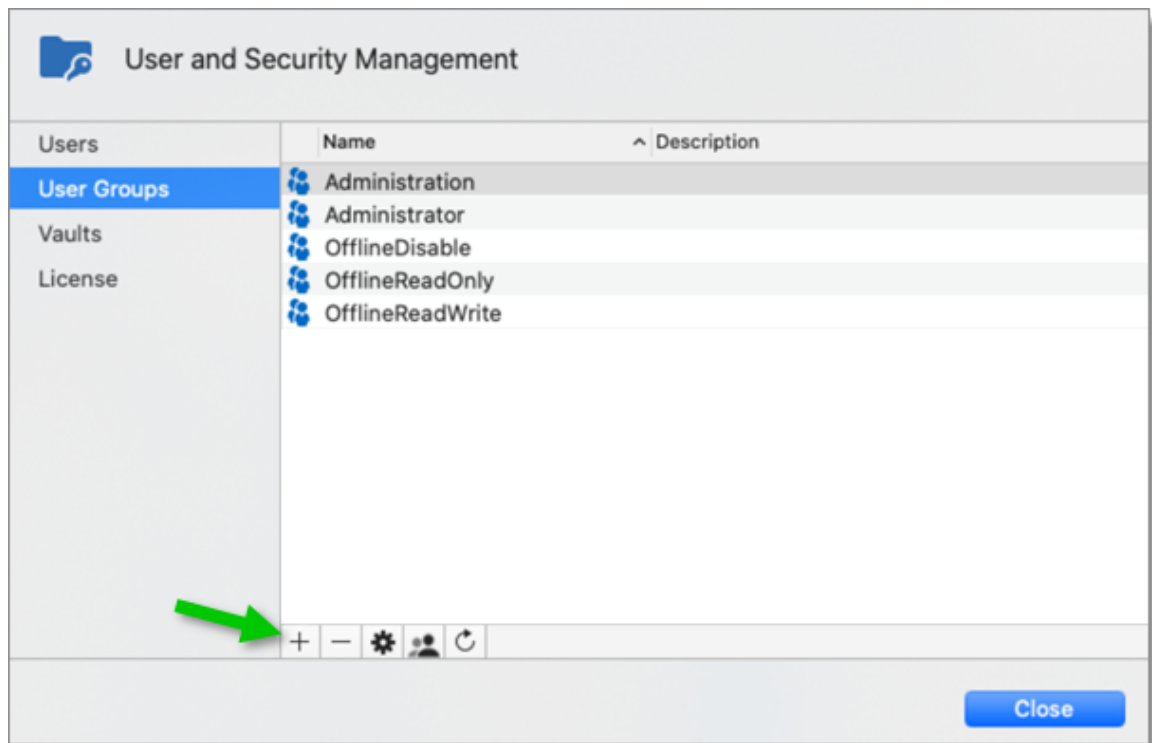 User and Security Management
Users
User Groups
Vaults
License
Name
Description
Administration
Administrator
OfflineDisable
OfflineReadOnly
OfflineReadWrite
Close